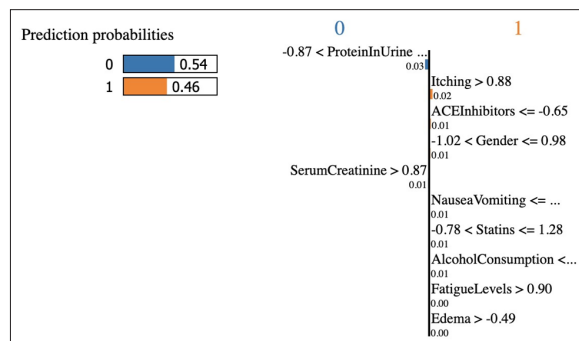 Prediction probabilities
0 0.54
1 0.46
0 1
-0.87 < ProteinInUrine ...
0.03
Itching > 0.88
0.02
ACEInhibitors <= -0.65
0.01
-1.02 < Gender <= 0.98
0.01
SerumCreatinine > 0.87
0.01
NauseaVomiting <= ...
0.01
-0.78 < Statins <= 1.28
0.01
AlcoholConsumption <...
0.01
FatigueLevels > 0.90
0.00
Edema > -0.49
0.00